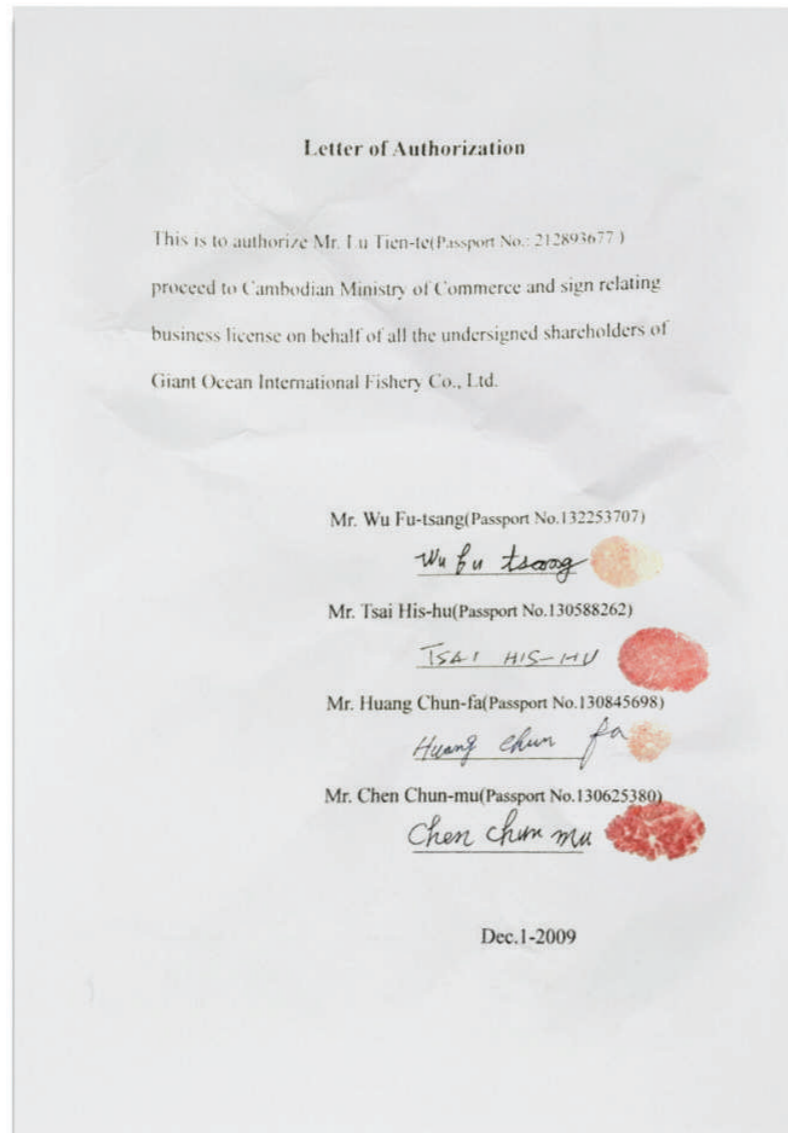 Letter of Authorization
This is to authorize Mr. Lu Tien-te(Passport No.: 212893677 )
proceed to Cambodian Ministry of Commerce and sign relating
business license on behalf of all the undersigned shareholders of
Giant Ocean International Fishery Co., Ltd.
Mr. Wu Fu-tsang(Passport No.132253707)
Wu fu tsang
Mr. Tsai His-hu(Passport No.130588262)
TSAI HIS-HU
Mr. Huang Chun-fa(Passport No.130845698)
Huang Chun fa
Mr. Chen Chun-mu(Passport No.130625380)
Chen chun mu
Dec.1-2009